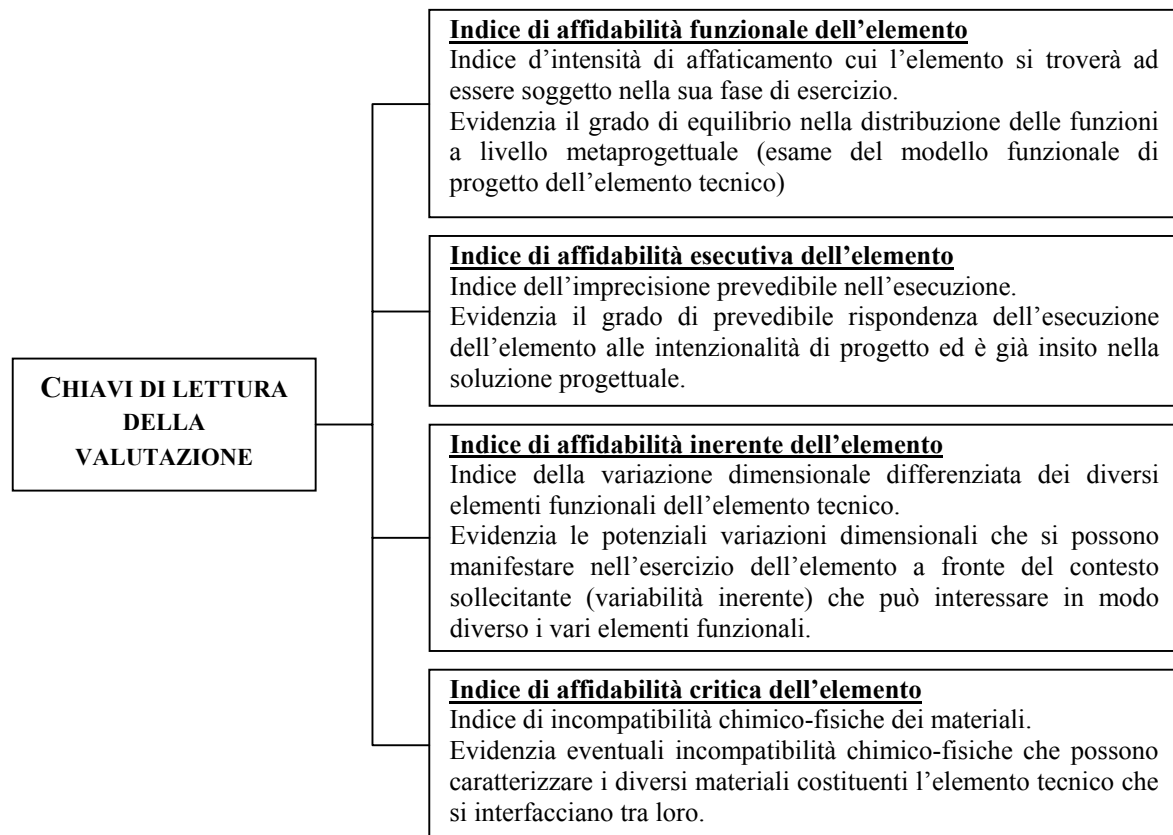 Indice di affidabilità funzionale dell’elemento
Indice d’intensità di affaticamento cui l’elemento si troverà ad
essere soggetto nella sua fase di esercizio.
Evidenzia il grado di equilibrio nella distribuzione delle funzioni
a livello metaprogettuale (esame del modello funzionale di
progetto dell’elemento tecnico)
Indice di affidabilità esecutiva dell’elemento
Indice dell’imprecisione prevedibile nell’esecuzione.
Evidenzia il grado di prevedibile rispondenza dell’esecuzione
dell’elemento alle intenzionalità di progetto ed è già insito nella
soluzione progettuale.
CHIAVI DI LETTURA
DELLA
VALUTAZIONE
Indice di affidabilità inerente dell’elemento
Indice della variazione dimensionale differenziata dei diversi
elementi funzionali dell’elemento tecnico.
Evidenzia le potenziali variazioni dimensionali che si possono
manifestare nell’esercizio dell’elemento a fronte del contesto
sollecitante (variabilità inerente) che può interessare in modo
diverso i vari elementi funzionali.
Indice di affidabilità critica dell’elemento
Indice di incompatibilità chimico-fisiche dei materiali.
Evidenzia eventuali incompatibilità chimico-fisiche che possono
caratterizzare i diversi materiali costituenti l’elemento tecnico che
si interfacciano tra loro.